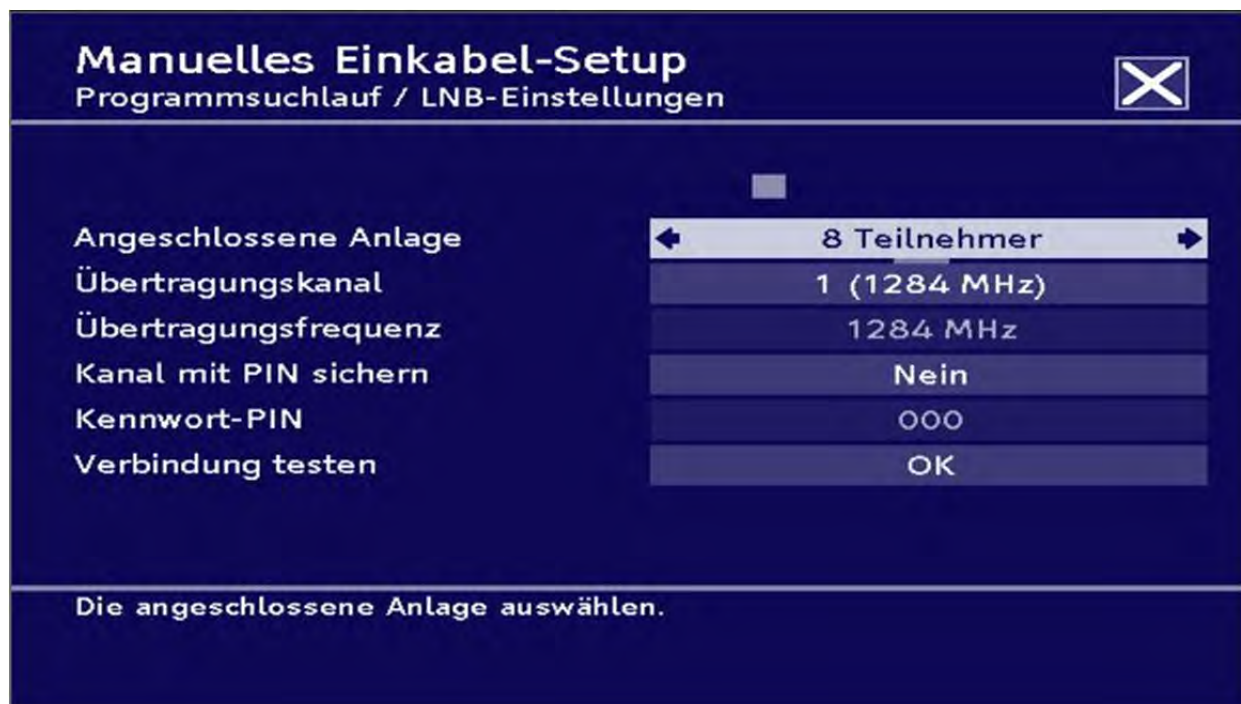 Manuelles Einkabel-Setup
Programmsuchlauf / LNB-Einstellungen
Angeschlossene Anlage 8 Teilnehmer
Übertragungskanal 1 (1284 MHz)
Übertragungsfrequenz 1284 MHz
Kanal mit PIN sichern Nein
Kennwort-PIN 000
Verbindung testen OK
Die angeschlossene Anlage auswählen.